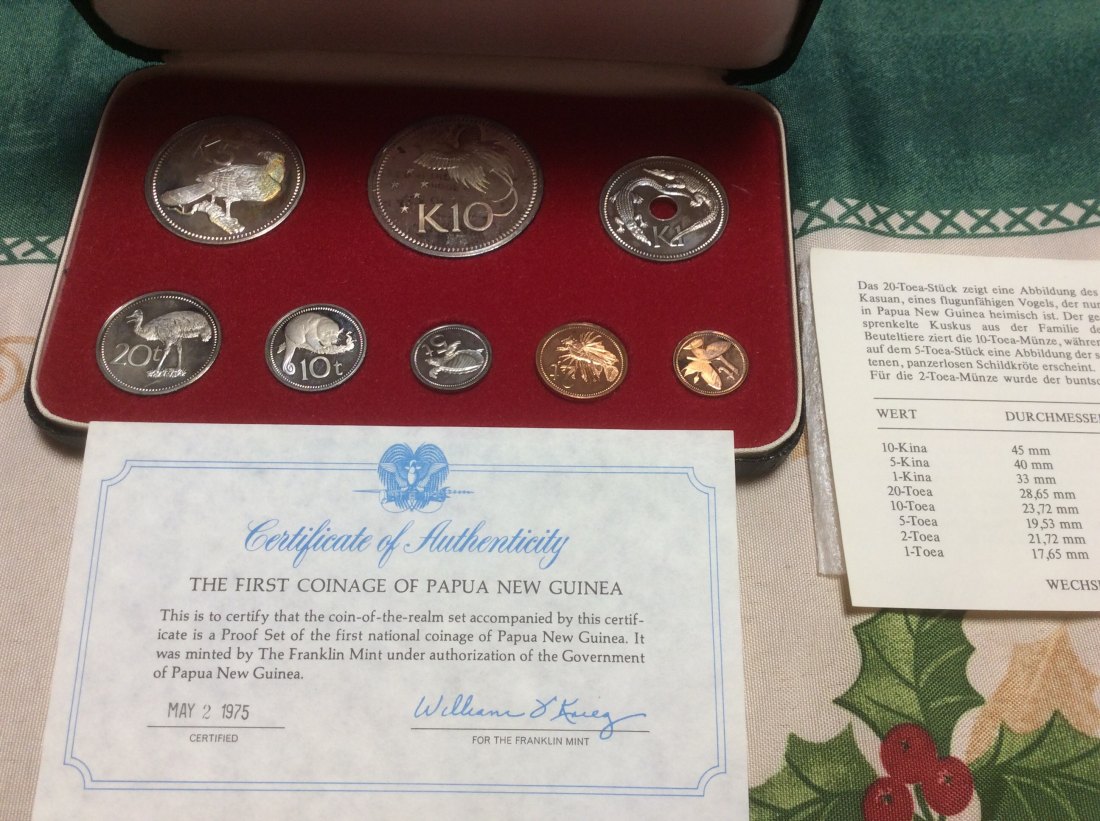 K5
K10
K1
20t
10t
5t
2t
Certificate of Authenticity
THE FIRST COINAGE OF PAPUA NEW GUINEA
This is to certify that the coin-of-the-realm set accompanied by this certif-
icate is a Proof Set of the first national coinage of Papua New Guinea. It
was minted by The Franklin Mint under authorization of the Government
of Papua New Guinea.
MAY 2 1975
CERTIFIED
William J Krieg
FOR THE FRANKLIN MINT
Das 20-Toea-Stück zeigt eine Abbildung des
Kasuan, eines flugunfähigen Vogels, der nur
in Papua New Guinea heimisch ist. Der ge
sprenkelte Kuskus aus der Familie de
Beuteltiere ziert die 10-Toea-Münze, währen
auf dem 5-Toea-Stück eine Abbildung der s
tenen, panzerlosen Schildkröte erscheint.
Für die 2-Toea-Münze wurde der buntsc
WERT DURCHMESSE
10-Kina 45 mm
5-Kina 40 mm
1-Kina 33 mm
20-Toea 28,65 mm
10-Toea 23,72 mm
5-Toea 19,53 mm
2-Toea 21,72 mm
1-Toea 17,65 mm
WECHS